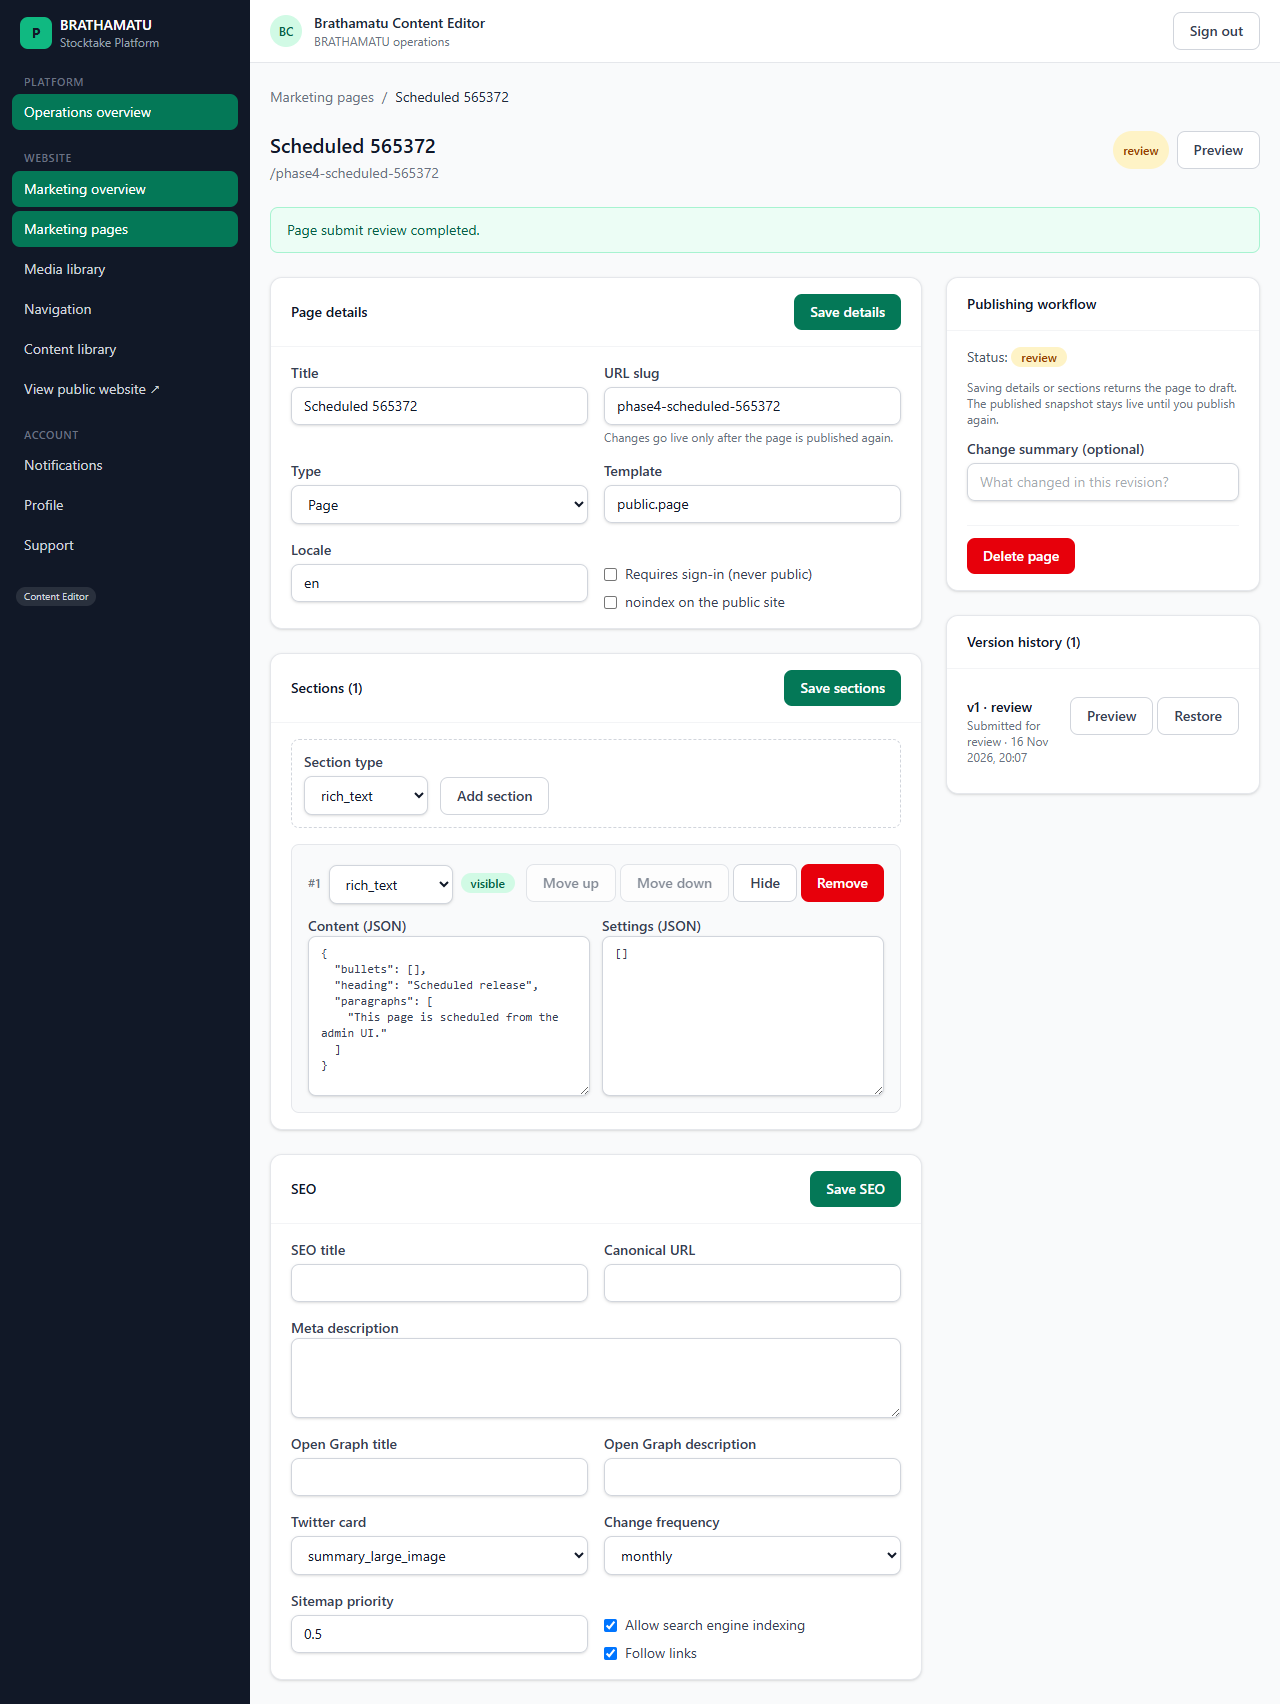 P
BRATHAMATU
Stocktake Platform
PLATFORM
Operations overview
WEBSITE
Marketing overview
Marketing pages
Media library
Navigation
Content library
View public website ↗
ACCOUNT
Notifications
Profile
Support
Content Editor
BC
Brathamatu Content Editor
BRATHAMATU operations
Sign out
Marketing pages / Scheduled 565372
Scheduled 565372
/phase4-scheduled-565372
review
Preview
Page submit review completed.
Page details
Save details
Title
URL slug
Scheduled 565372
phase4-scheduled-565372
Changes go live only after the page is published again.
Type
Template
Page
public.page
Locale
en
Requires sign-in (never public)
noindex on the public site
Sections (1)
Save sections
Section type
rich_text
Add section
#1
rich_text
visible
Move up
Move down
Hide
Remove
Content (JSON)
{
"bullets": [],
"heading": "Scheduled release",
"paragraphs": [
"This page is scheduled from the
admin UI."
]
}
Settings (JSON)
[]
SEO
Save SEO
SEO title
Canonical URL
Meta description
Open Graph title
Open Graph description
Twitter card
Change frequency
summary_large_image
monthly
Sitemap priority
0.5
Allow search engine indexing
Follow links
Publishing workflow
Status: review
Saving details or sections returns the page to draft.
The published snapshot stays live until you publish
again.
Change summary (optional)
What changed in this revision?
Delete page
Version history (1)
v1 · review
Submitted for
review · 16 Nov
2026, 20:07
Preview
Restore